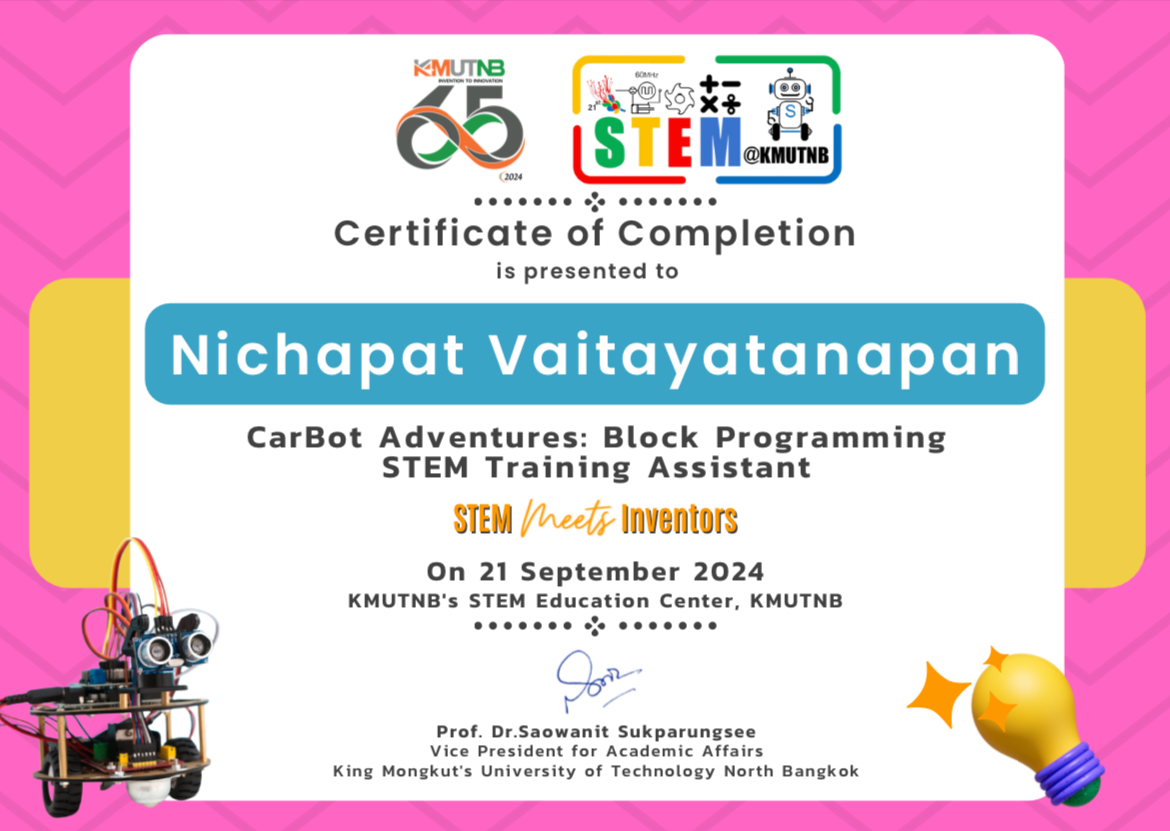 KMUTNB
INVENTION TO INNOVATION
65
2024
60MHz
21st
S
STEM
@KMUTNB
Certificate of Completion
is presented to
Nichapat Vaitayatanapan
CarBot Adventures: Block Programming
STEM Training Assistant
STEM Meets Inventors
On 21 September 2024
KMUTNB's STEM Education Center, KMUTNB
Prof. Dr.Saowanit Sukparungsee
Vice President for Academic Affairs
King Mongkut's University of Technology North Bangkok